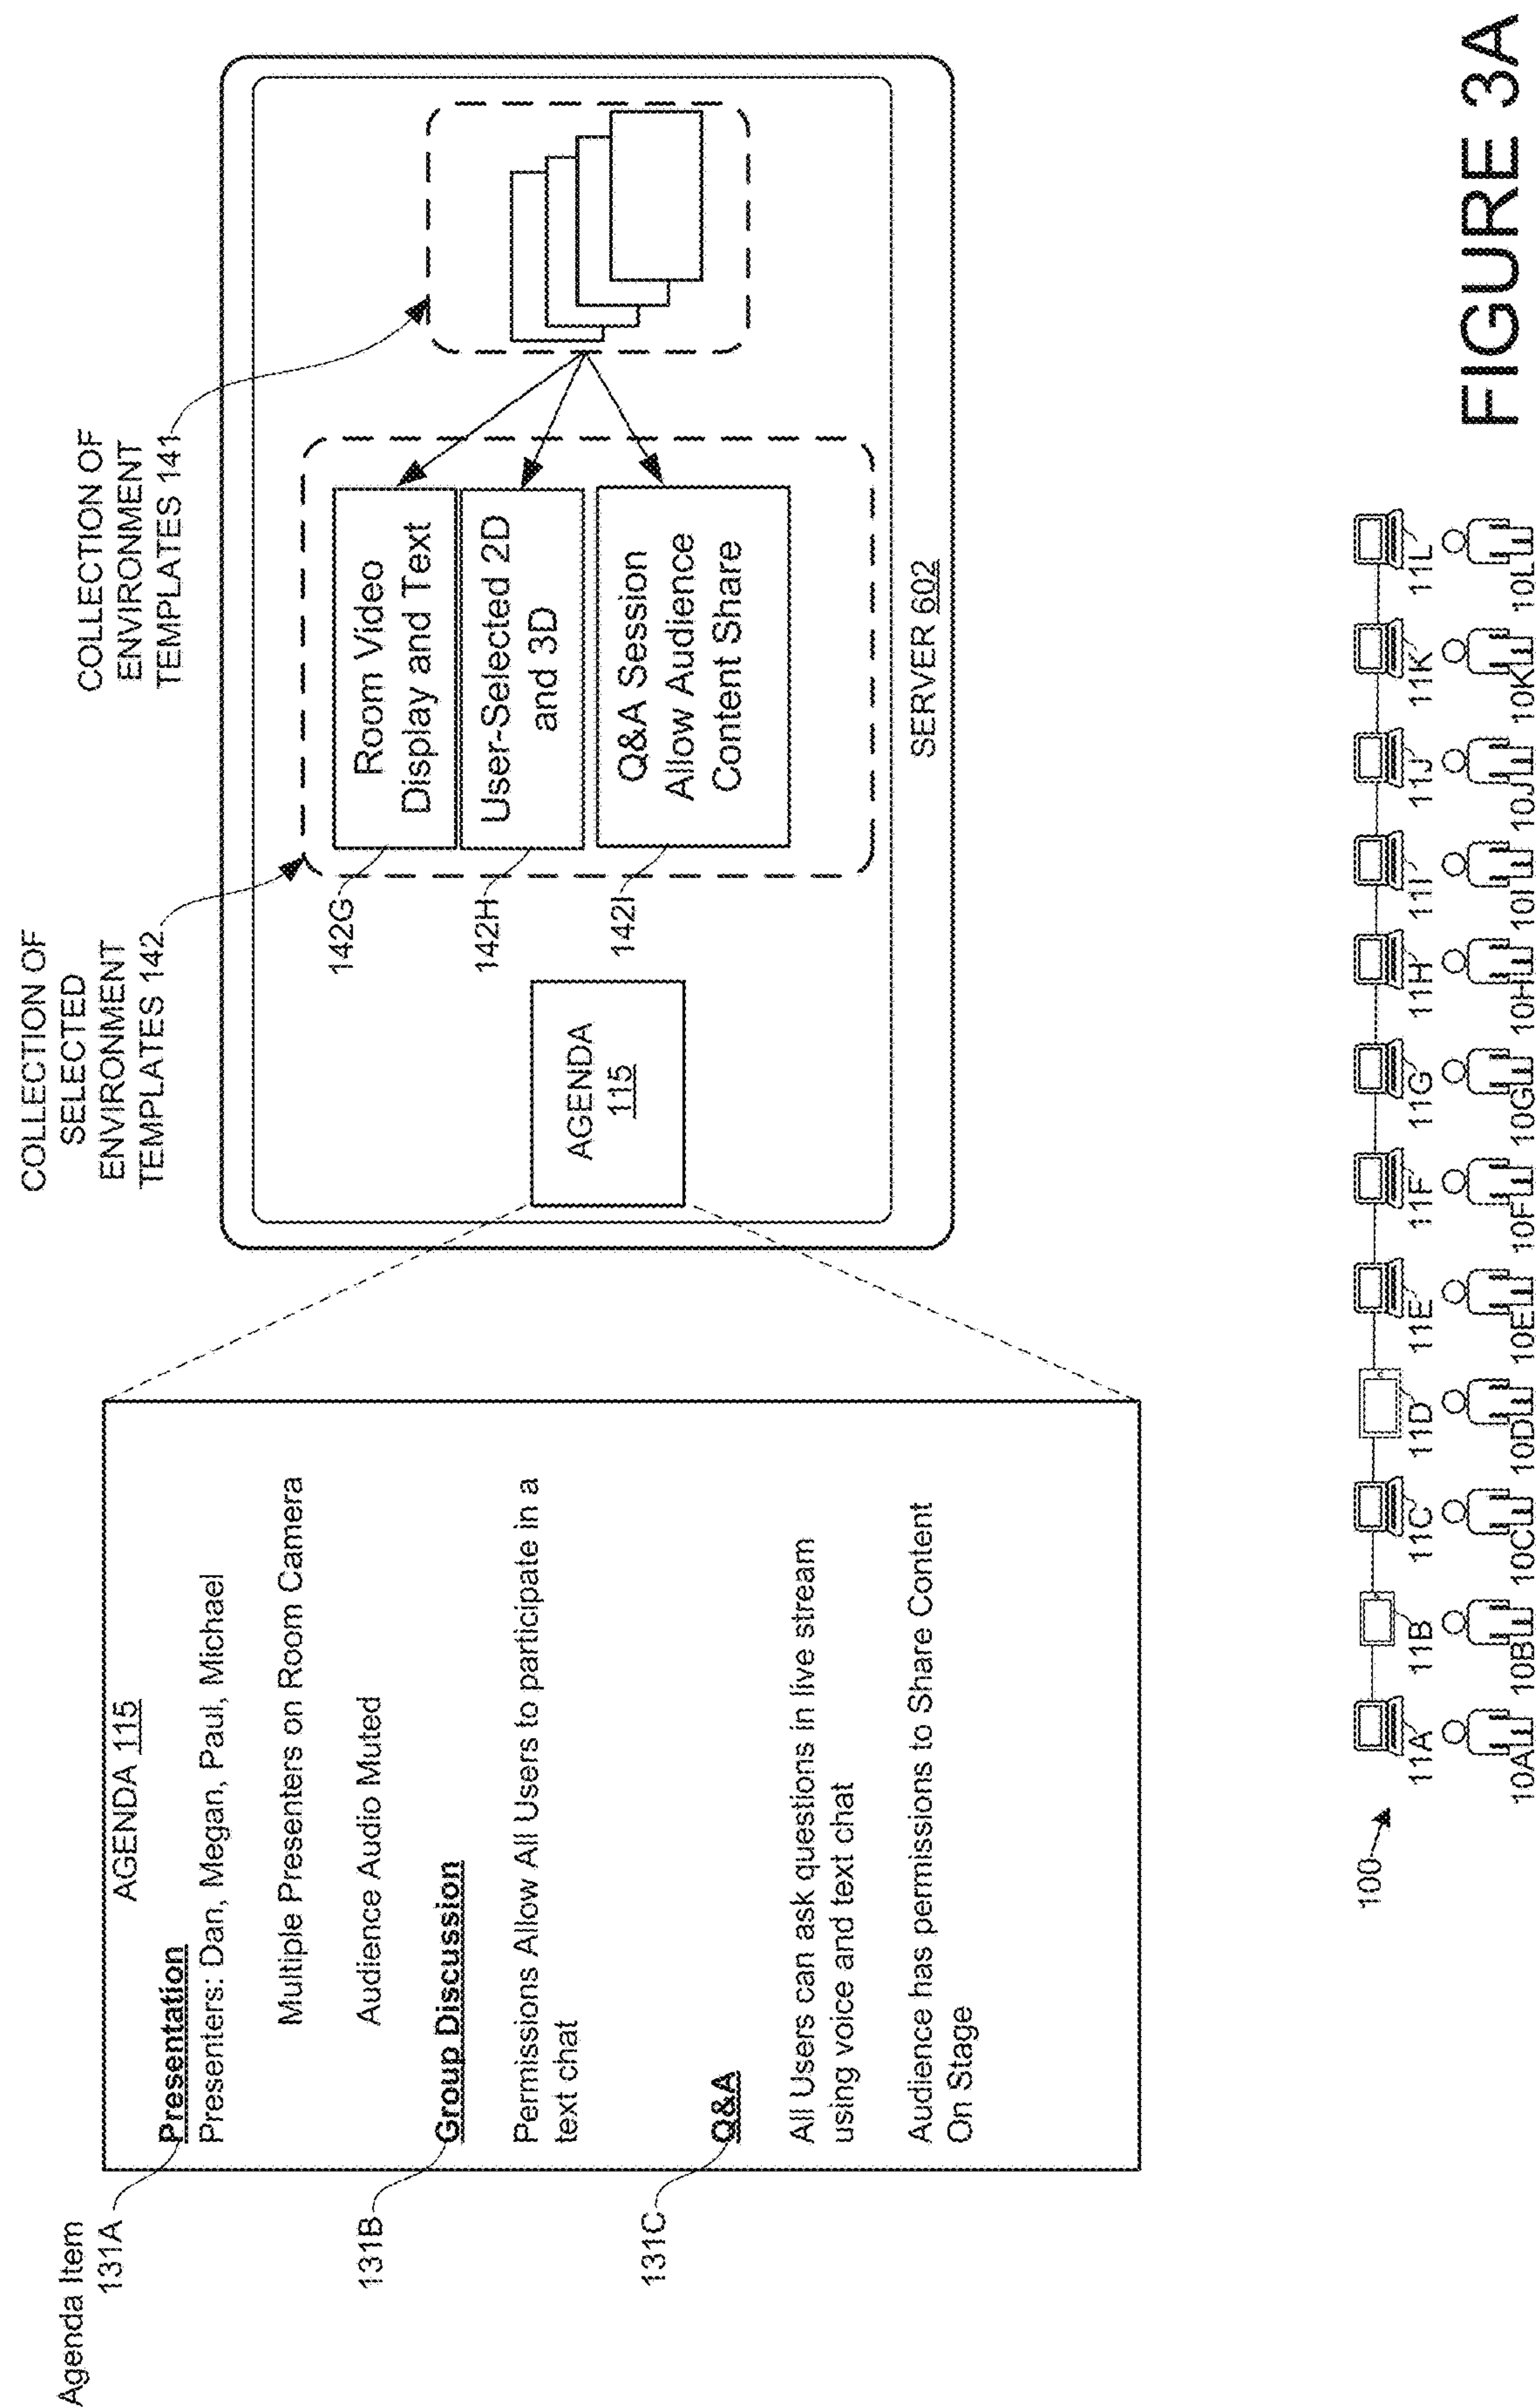 COLLECTION OF
SELECTED
ENVIRONMENT
TEMPLATES 142
COLLECTION OF
ENVIRONMENT
TEMPLATES 141
Agenda Item
131A
131B
131C
AGENDA 115
Presentation
Presenters: Dan, Megan, Paul, Michael
Multiple Presenters on Room Camera
Audience Audio Muted
Group Discussion
Permissions Allow All Users to participate in a
text chat
Q&A
All Users can ask questions in live stream
using voice and text chat
Audience has permissions to Share Content
On Stage
AGENDA
115
142G
142H
142I
Room Video
Display and Text
User-Selected 2D
and 3D
Q&A Session
Allow Audience
Content Share
SERVER 602
100
11A 11B 11C 11D 11E 11F 11G 11H 11I 11J 11K 11L
10A 10B 10C 10D 10E 10F 10G 10H 10I 10J 10K 10L
FIGURE 3A